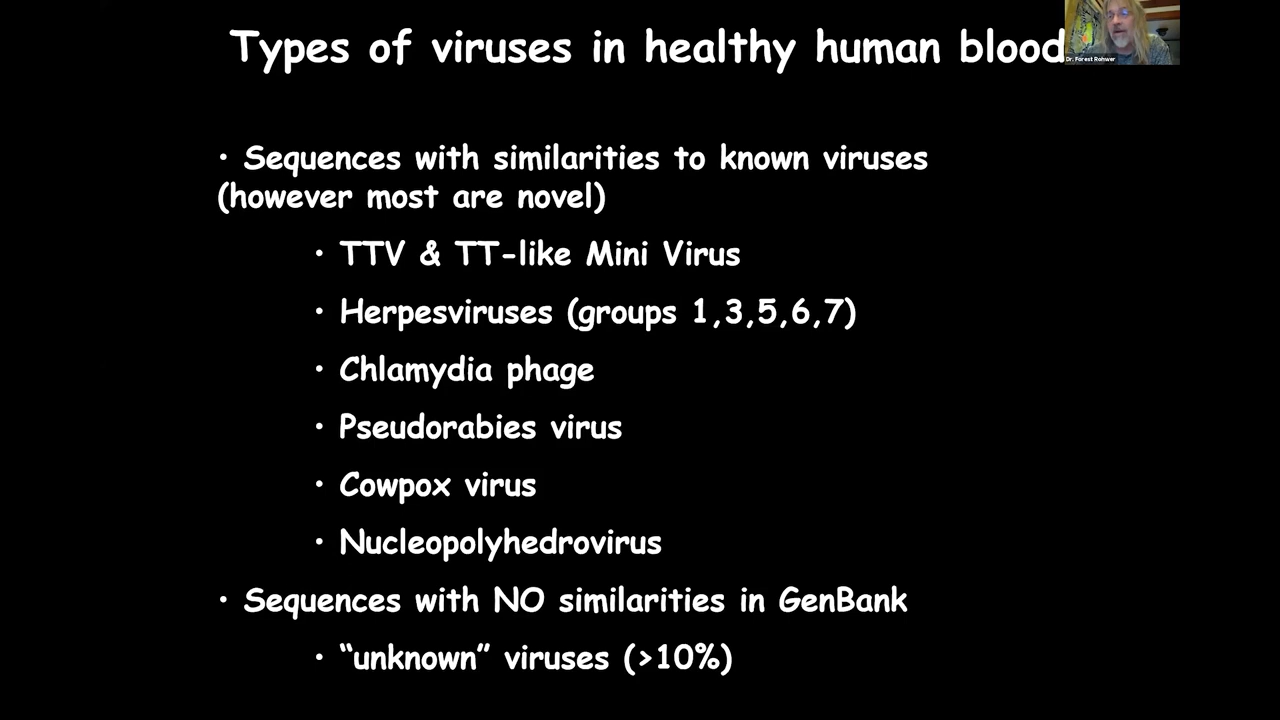 Types of viruses in healthy human blood
Dr. Forest Rohwer
• Sequences with similarities to known viruses
(however most are novel)
• TTV & TT-like Mini Virus
• Herpesviruses (groups 1,3,5,6,7)
• Chlamydia phage
• Pseudorabies virus
• Cowpox virus
• Nucleopolyhedrovirus
• Sequences with NO similarities in GenBank
• “unknown” viruses (>10%)